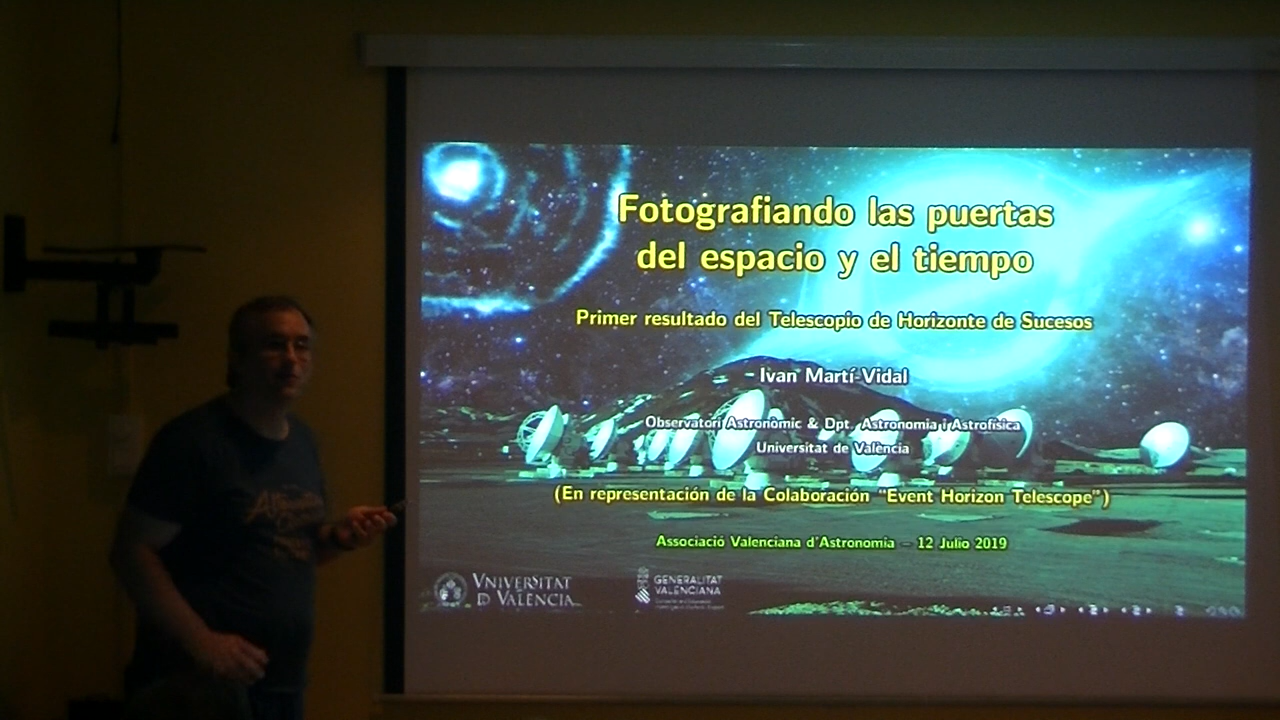 Fotografiando las puertas
del espacio y el tiempo
Primer resultado del Telescopio de Horizonte de Sucesos
Ivan Martí-Vidal
Observatori Astronòmic & Dpt. Astronomia i Astrofísica
Universitat de València
(En representación de la Colaboración "Event Horizon Telescope")
Associació Valenciana d'Astronomia – 12 Julio 2019
VNIVERSITAT
D VALÈNCIA
GENERALITAT
VALENCIANA